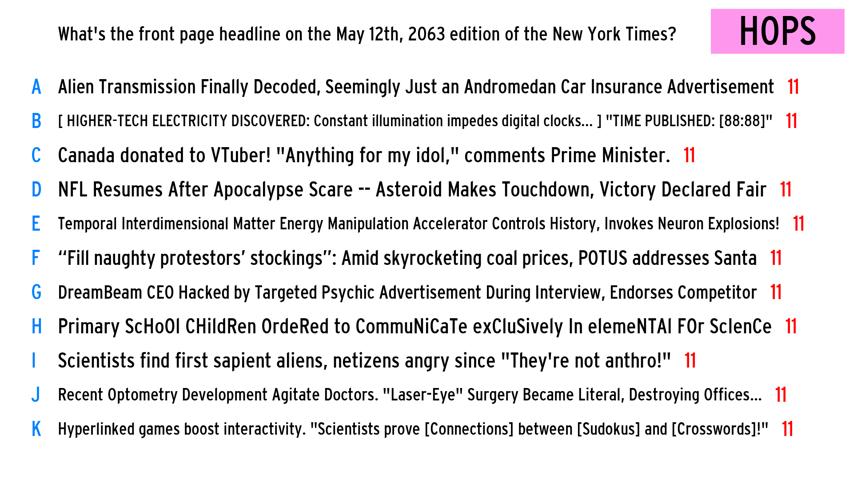 What's the front page headline on the May 12th, 2063 edition of the New York Times?
HOPS
A Alien Transmission Finally Decoded, Seemingly Just an Andromedan Car Insurance Advertisement 11
B [ HIGHER-TECH ELECTRICITY DISCOVERED: Constant illumination impedes digital clocks... ] "TIME PUBLISHED: [88:88]" 11
C Canada donated to VTuber! "Anything for my idol," comments Prime Minister. 11
D NFL Resumes After Apocalypse Scare -- Asteroid Makes Touchdown, Victory Declared Fair 11
E Temporal Interdimensional Matter Energy Manipulation Accelerator Controls History, Invokes Neuron Explosions! 11
F “Fill naughty protestors’ stockings”: Amid skyrocketing coal prices, POTUS addresses Santa 11
G DreamBeam CEO Hacked by Targeted Psychic Advertisement During Interview, Endorses Competitor 11
H Primary ScHoOl CHildRen OrdeRed to CommuNiCaTe exCluSively In elemeNTAl FOr ScIenCe 11
I Scientists find first sapient aliens, netizens angry since "They're not anthro!" 11
J Recent Optometry Development Agitate Doctors. "Laser-Eye" Surgery Became Literal, Destroying Offices... 11
K Hyperlinked games boost interactivity. "Scientists prove [Connections] between [Sudokus] and [Crosswords]!" 11